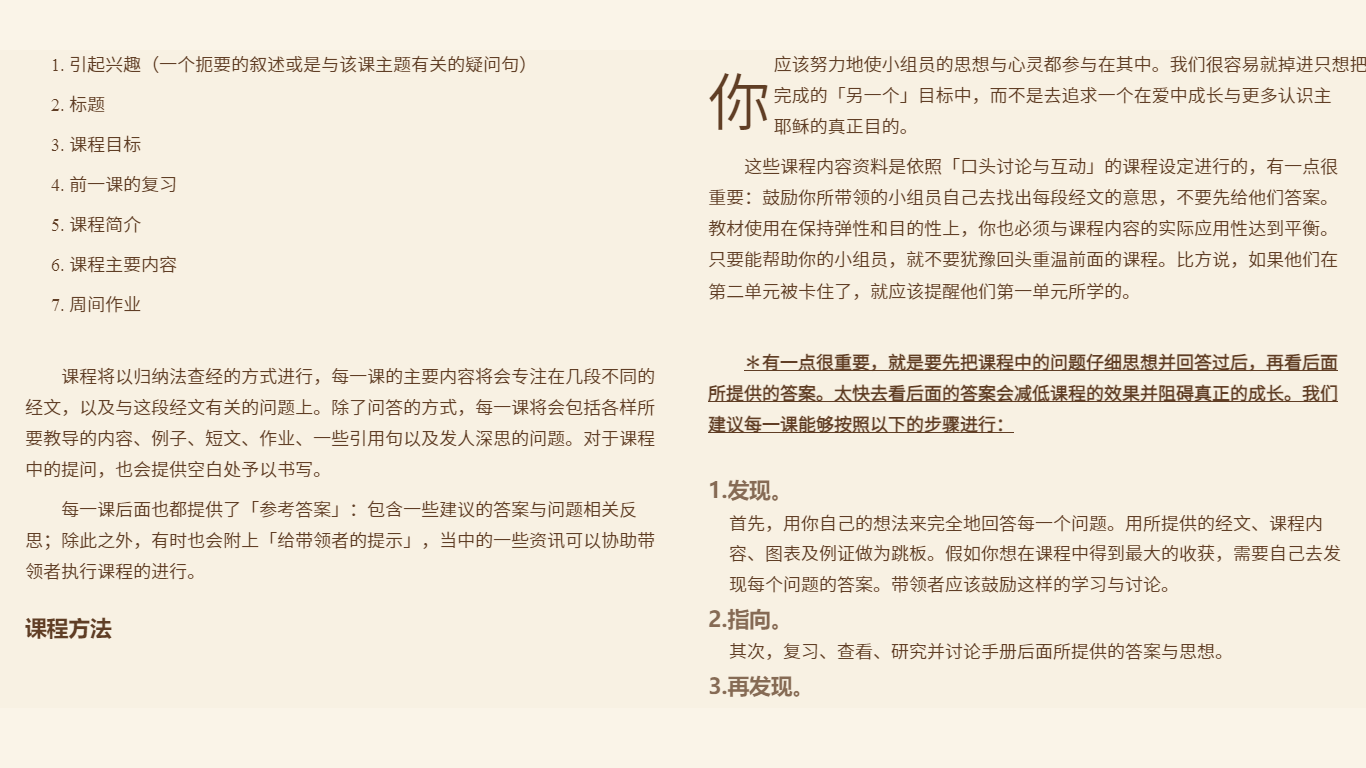 1. 引起兴趣（一个扼要的叙述或是与该课主题有关的疑问句）
2. 标题
3. 课程目标
4. 前一课的复习
5. 课程简介
6. 课程主要内容
7. 周间作业
课程将以归纳法查经的方式进行，每一课的主要内容将会专注在几段不同的
经文，以及与这段经文有关的问题上。除了问答的方式，每一课将会包括各样所
要教导的内容、例子、短文、作业、一些引用句以及发人深思的问题。对于课程
中的提问，也会提供空白处予以书写。
每一课后面也都提供了「参考答案」：包含一些建议的答案与问题相关反
思；除此之外，有时也会附上「给带领者的提示」，当中的一些资讯可以协助带
领者执行课程的进行。
课程方法
你应该努力地使小组员的思想与心灵都参与在其中。我们很容易就掉进只想把
完成的「另一个」目标中，而不是去追求一个在爱中成长与更多认识主
耶稣的真正目的。
这些课程内容资料是依照「口头讨论与互动」的课程设定进行的，有一点很
重要：鼓励你所带领的小组员自己去找出每段经文的意思，不要先给他们答案。
教材使用在保持弹性和目的性上，你也必须与课程内容的实际应用性达到平衡。
只要能帮助你的小组员，就不要犹豫回头重温前面的课程。比方说，如果他们在
第二单元被卡住了，就应该提醒他们第一单元所学的。
＊有一点很重要，就是要先把课程中的问题仔细思想并回答过后，再看后面
所提供的答案。太快去看后面的答案会减低课程的效果并阻碍真正的成长。我们
建议每一课能够按照以下的步骤进行：
1.发现。
首先，用你自己的想法来完全地回答每一个问题。用所提供的经文、课程内
容、图表及例证做为跳板。假如你想在课程中得到最大的收获，需要自己去发
现每个问题的答案。带领者应该鼓励这样的学习与讨论。
2.指向。
其次，复习、查看、研究并讨论手册后面所提供的答案与思想。
3.再发现。